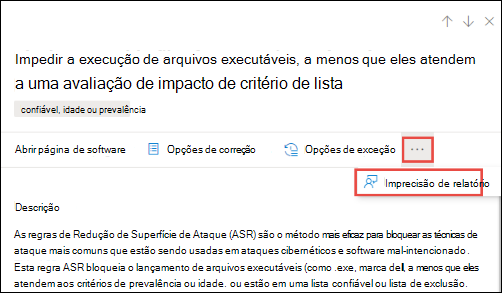 Impedir a execução de arquivos executáveis, a menos que eles atendem
a uma avaliação de impacto de critério de lista
confiável, idade ou prevalência
Abrir página de software Opções de correção Opções de exceção ...
Imprecisão de relatório
Descrição
As regras de Redução de Superfície de Ataque (ASR) são o método mais eficaz para bloquear as técnicas de
ataque mais comuns que estão sendo usadas em ataques cibernéticos e software mal-intencionado.
Esta regra ASR bloqueia o lançamento de arquivos executáveis (como .exe, marca dell, a menos que eles
atendem aos critérios de prevalência ou idade. ou estão em uma lista confiável ou lista de exclusão.